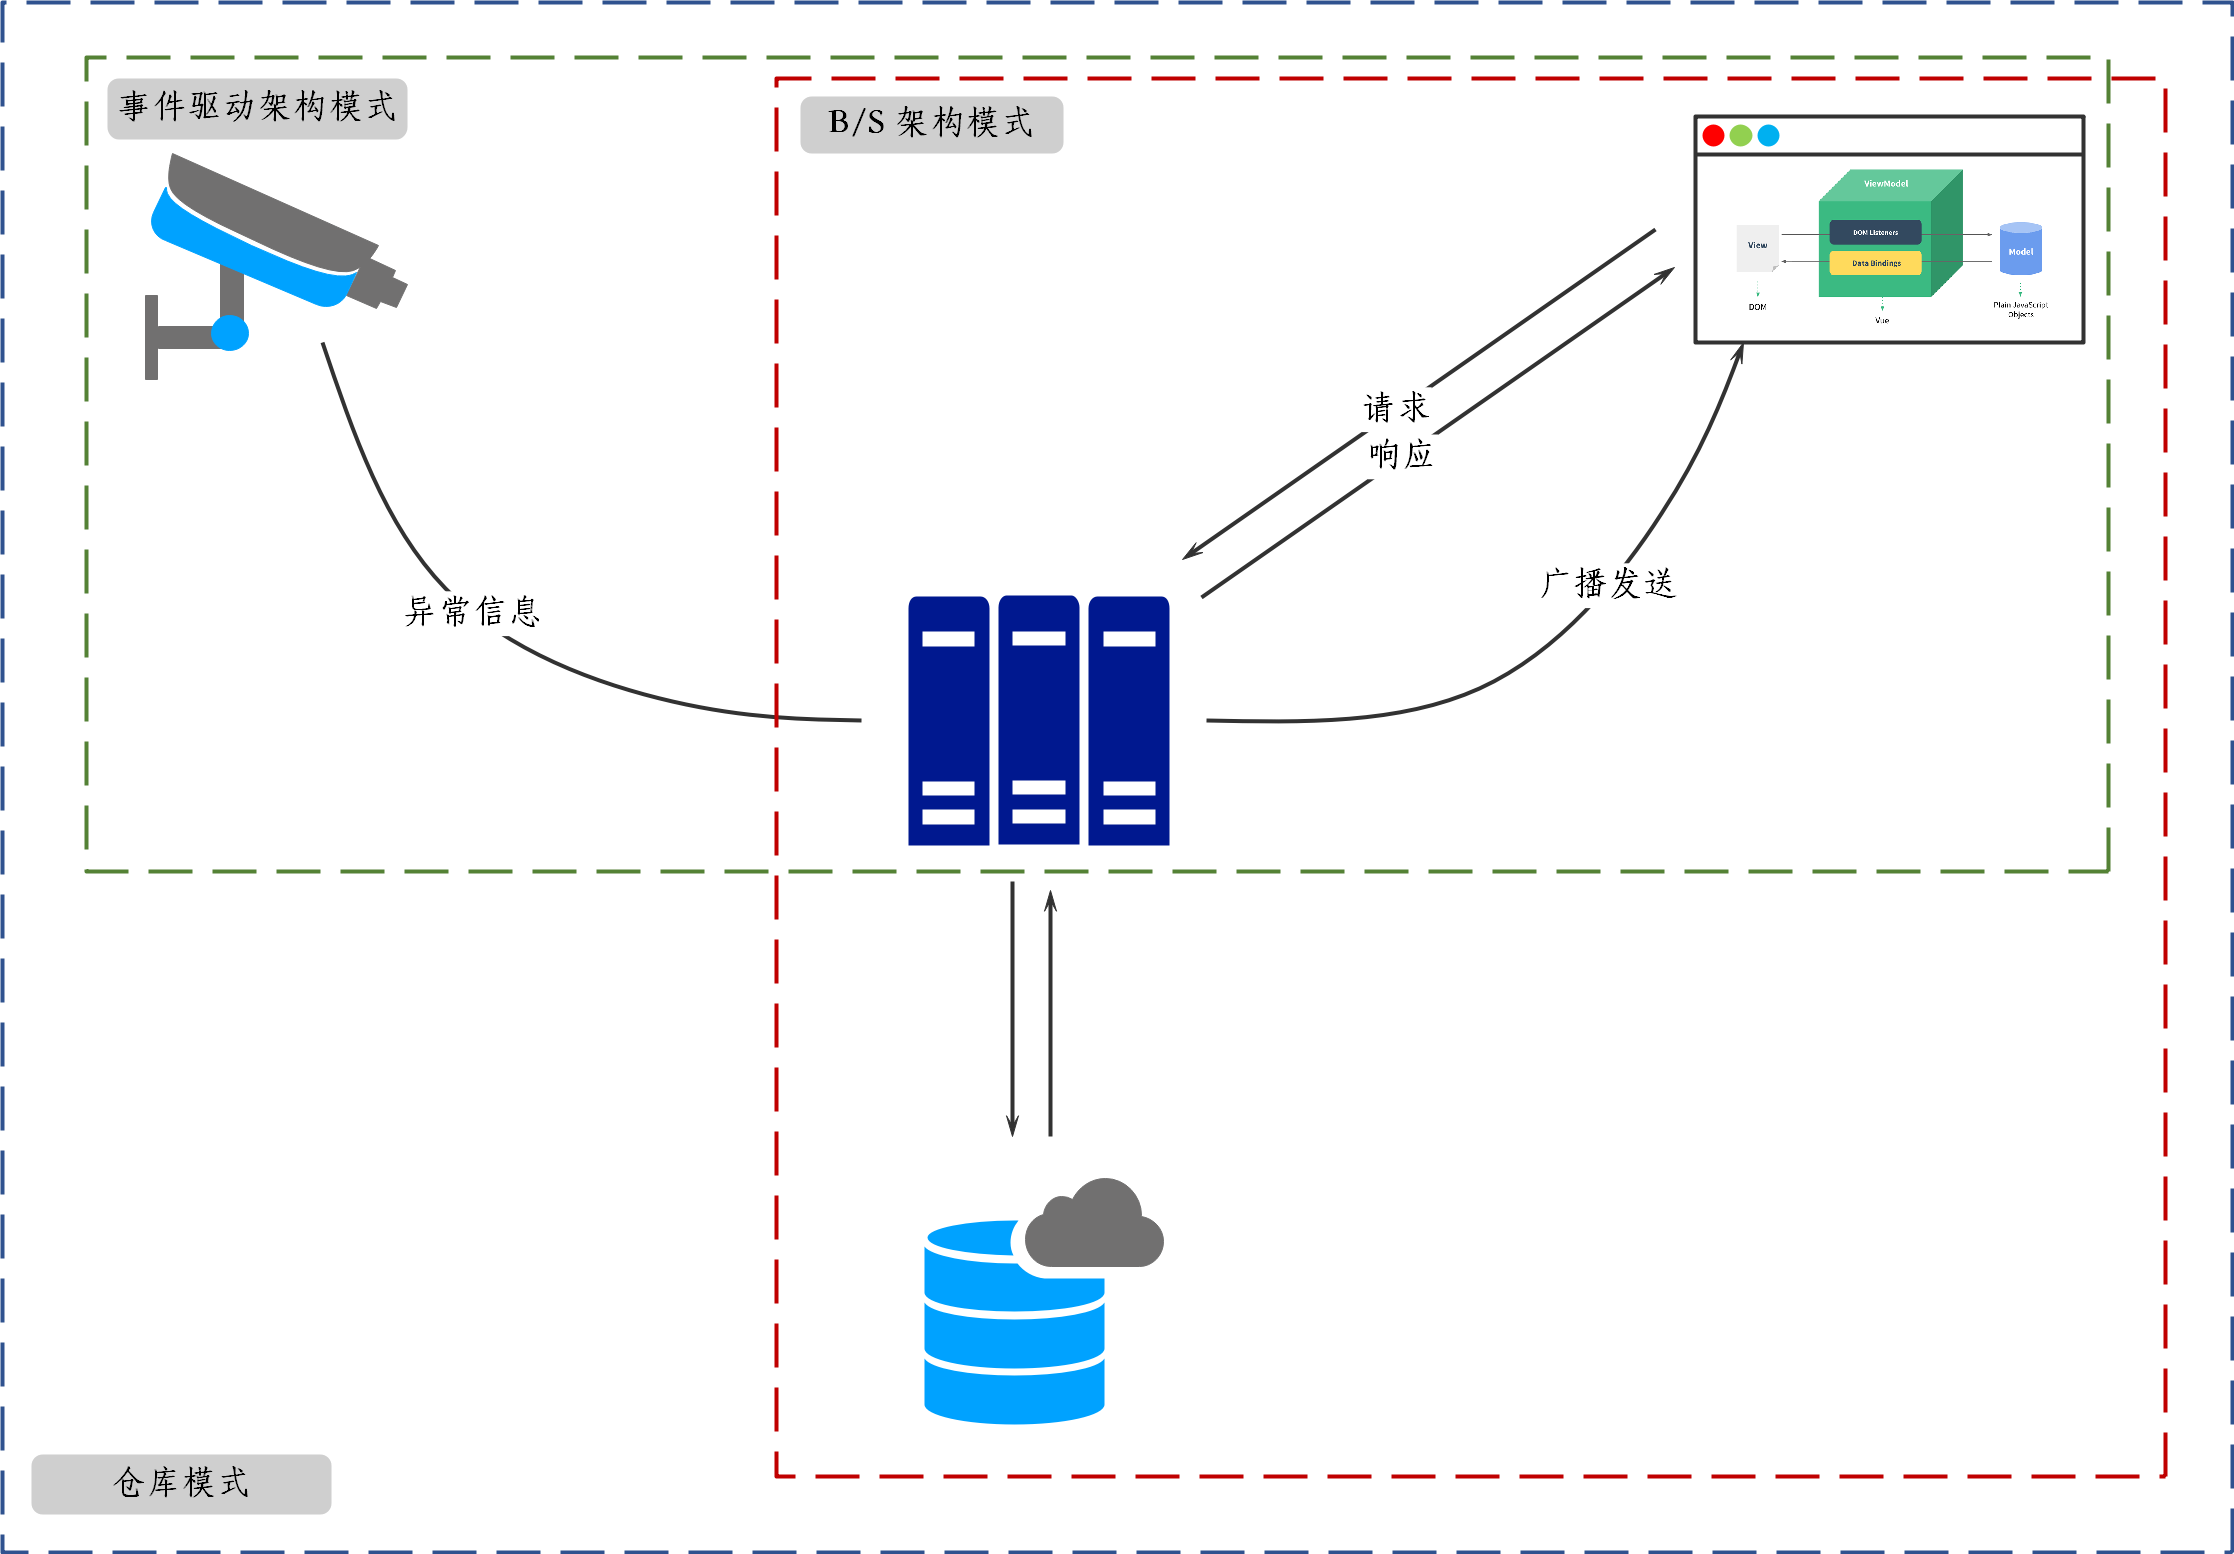 事件驱动架构模式
B/S 架构模式
ViewModel
View
DOM Listeners
Data Bindings
Model
DOM
Vue
Plain JavaScript
Objects
请求
响应
异常信息
广播发送
仓库模式